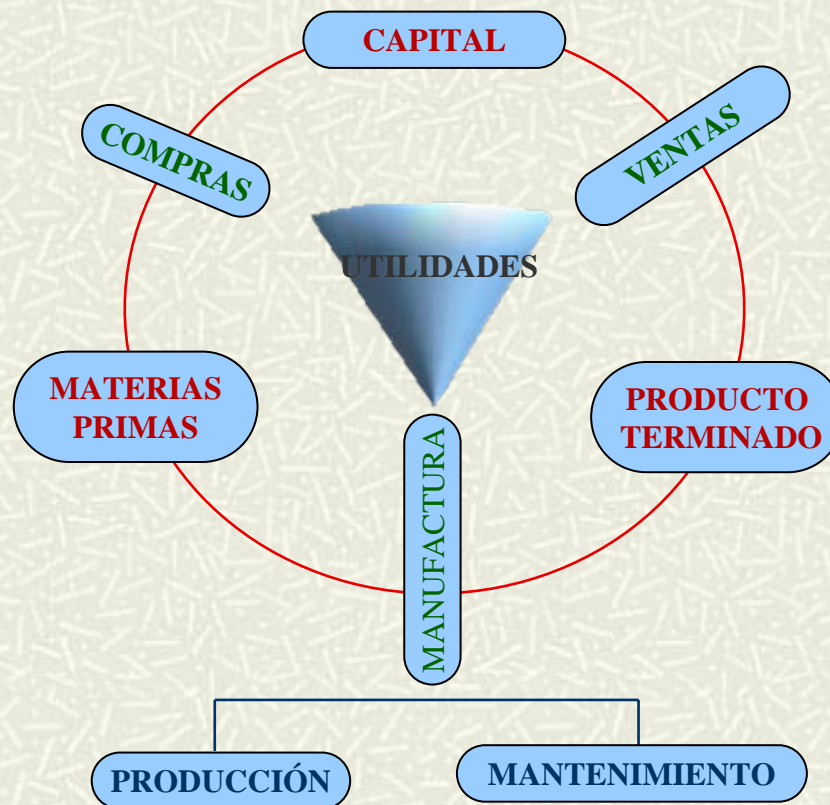 CAPITAL
COMPRAS
VENTAS
UTILIDADES
MATERIAS
PRIMAS
PRODUCTO
TERMINADO
MANUFACTURA
PRODUCCIÓN
MANTENIMIENTO